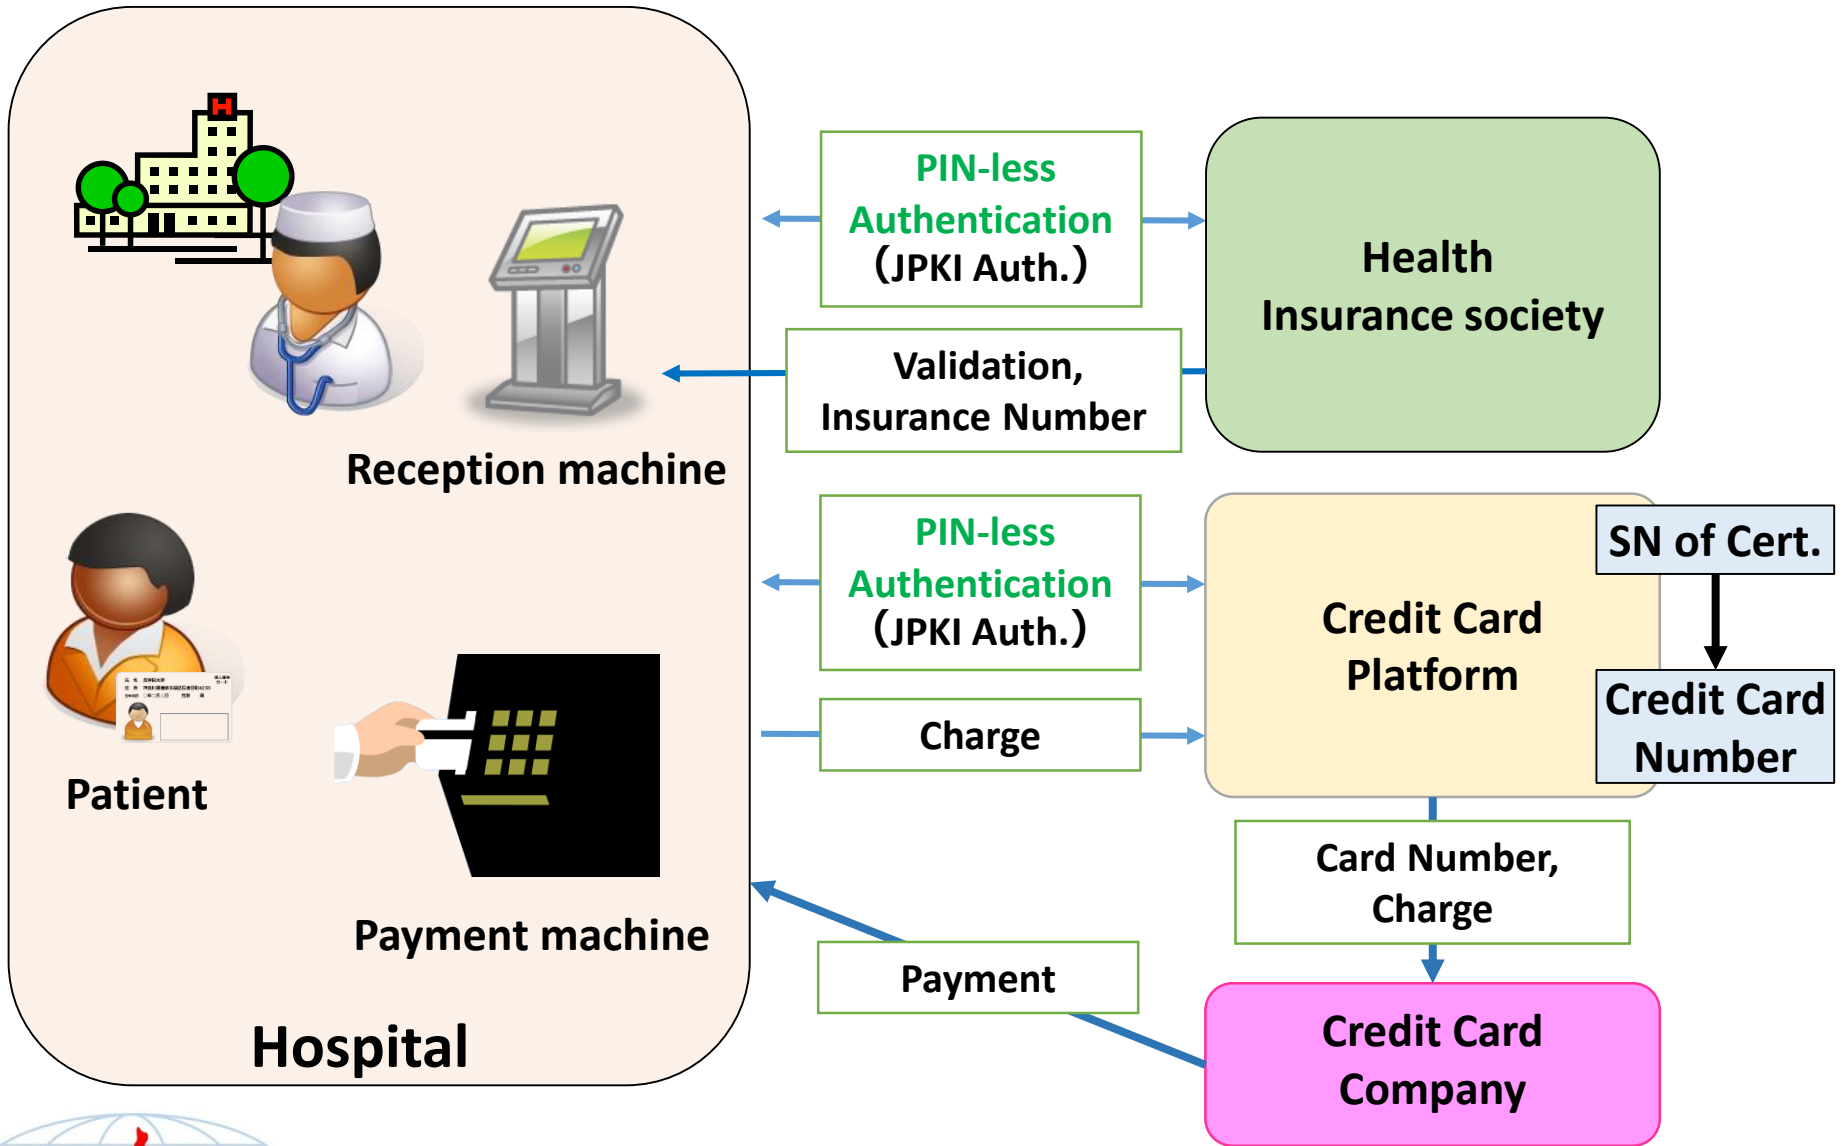 H
PIN-less
Authentication
(JPKI Auth.)
Health
Insurance society
Validation,
Insurance Number
Reception machine
PIN-less
Authentication
(JPKI Auth.)
SN of Cert.
Credit Card
Platform
Credit Card
Number
Charge
Patient
Card Number,
Charge
Payment machine
Payment
Hospital
Credit Card
Company